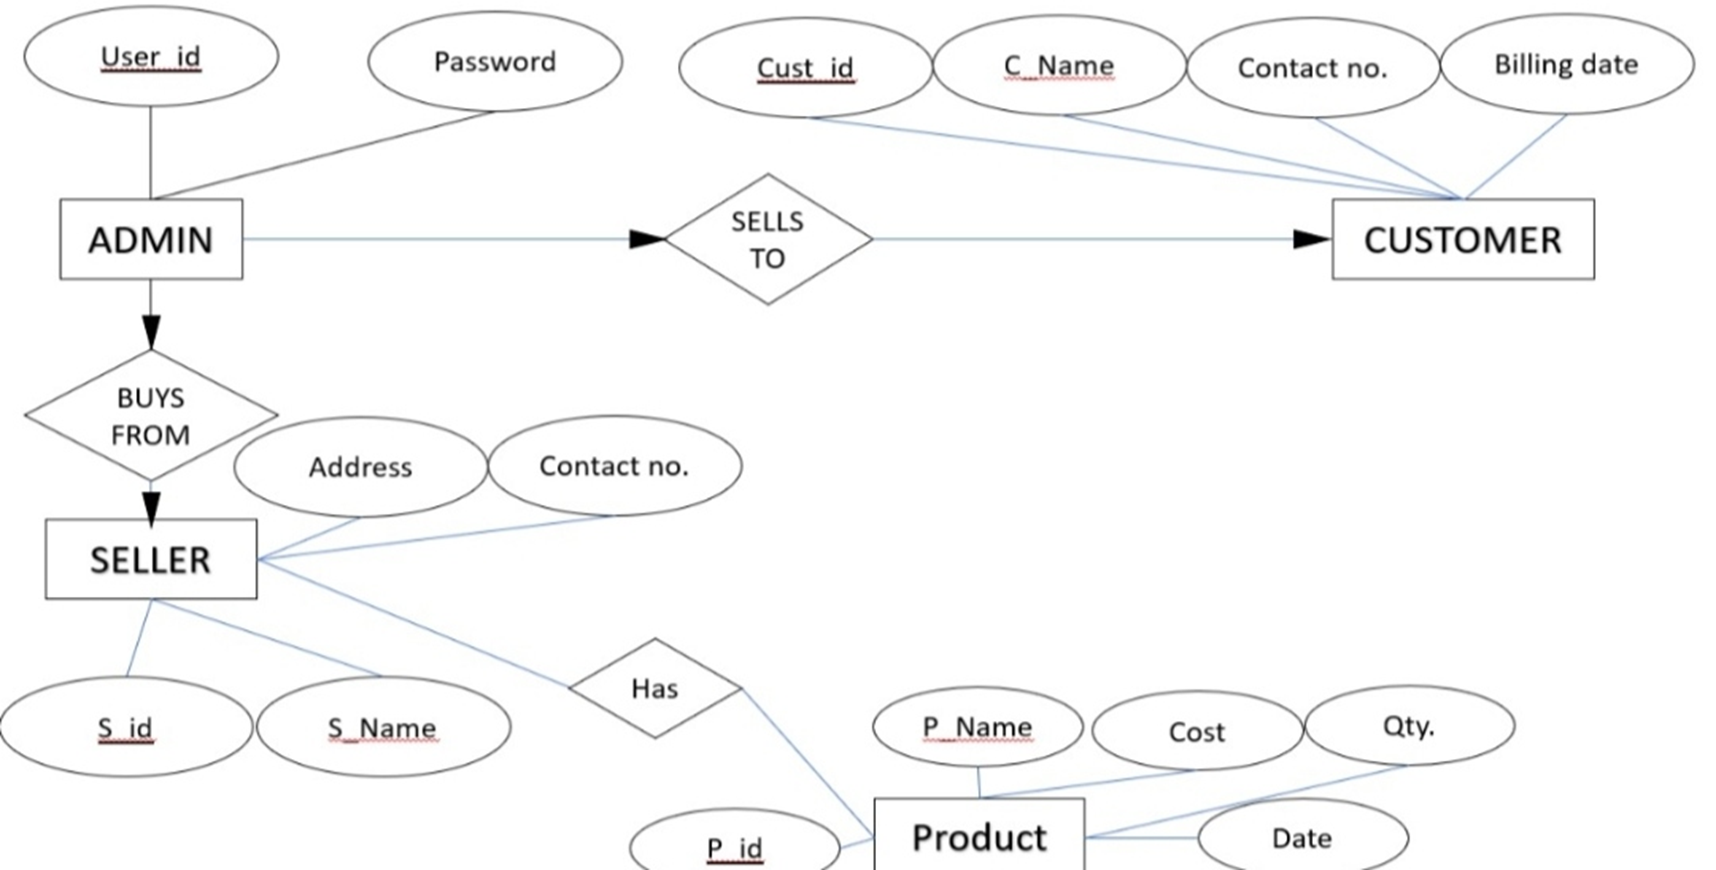 User_id
Password
Cust_id
C_Name
Contact no.
Billing date
ADMIN
SELLS
TO
CUSTOMER
BUYS
FROM
Address
Contact no.
SELLER
Has
S_id
S_Name
P_Name
Cost
Qty.
P_id
Product
Date